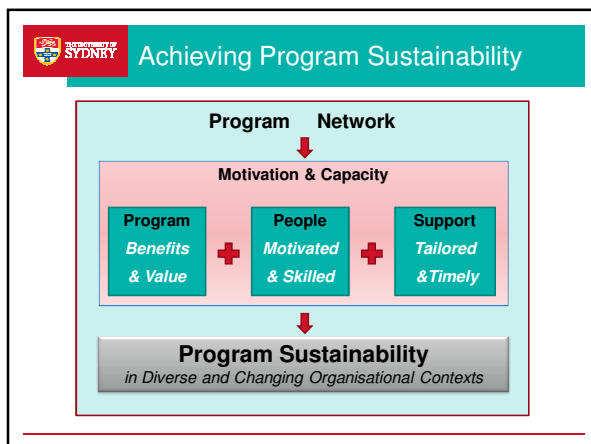 THE UNIVERSITY OF
SYDNEY
Achieving Program Sustainability
Program Network
Motivation & Capacity
Program
Benefits
& Value
People
Motivated
& Skilled
Support
Tailored
&Timely
Program Sustainability
in Diverse and Changing Organisational Contexts